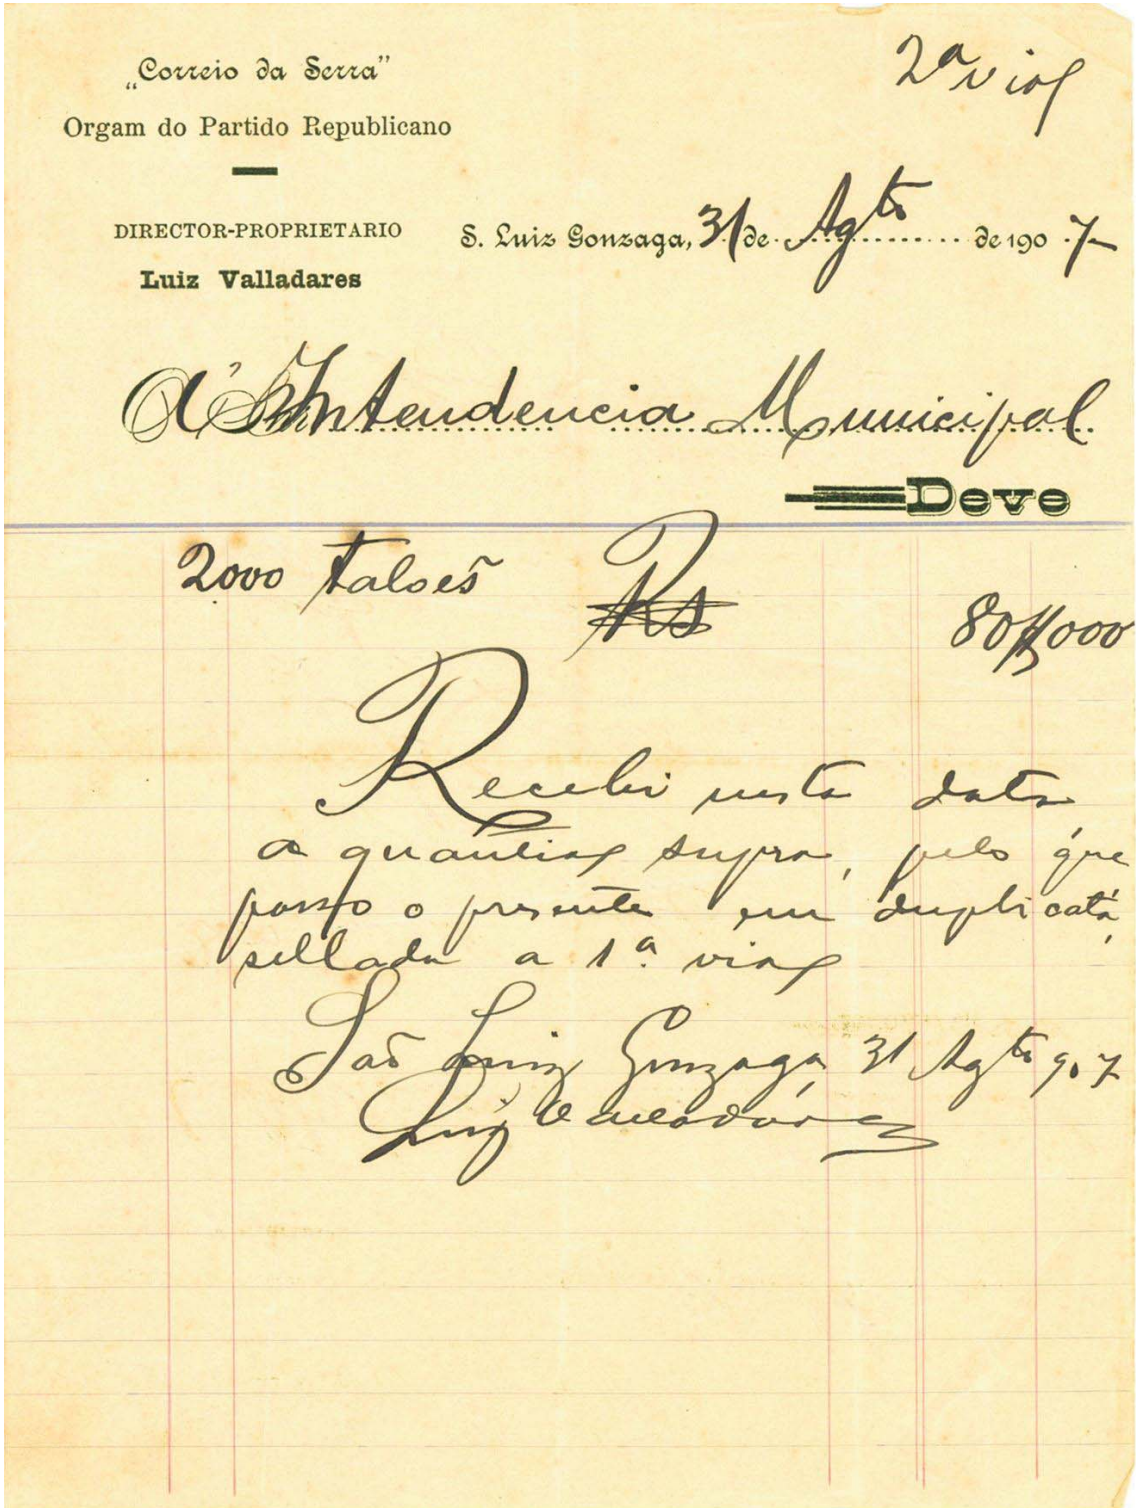 2ª via
„Correio da Serra”
Orgam do Partido Republicano
DIRECTOR-PROPRIETARIO
Luiz Valladares
S. Luiz Gonzaga, 31 de Agto de 1907
A' Intendencia Municipal
Deve
2000 talões
Rs 80$000
Recebi nesta data
a quantia supra, pelo que
passo o presente em duplicata,
sellada a 1ª via
São Luiz Gonzaga, 31 Agto 907
Luiz Valladares